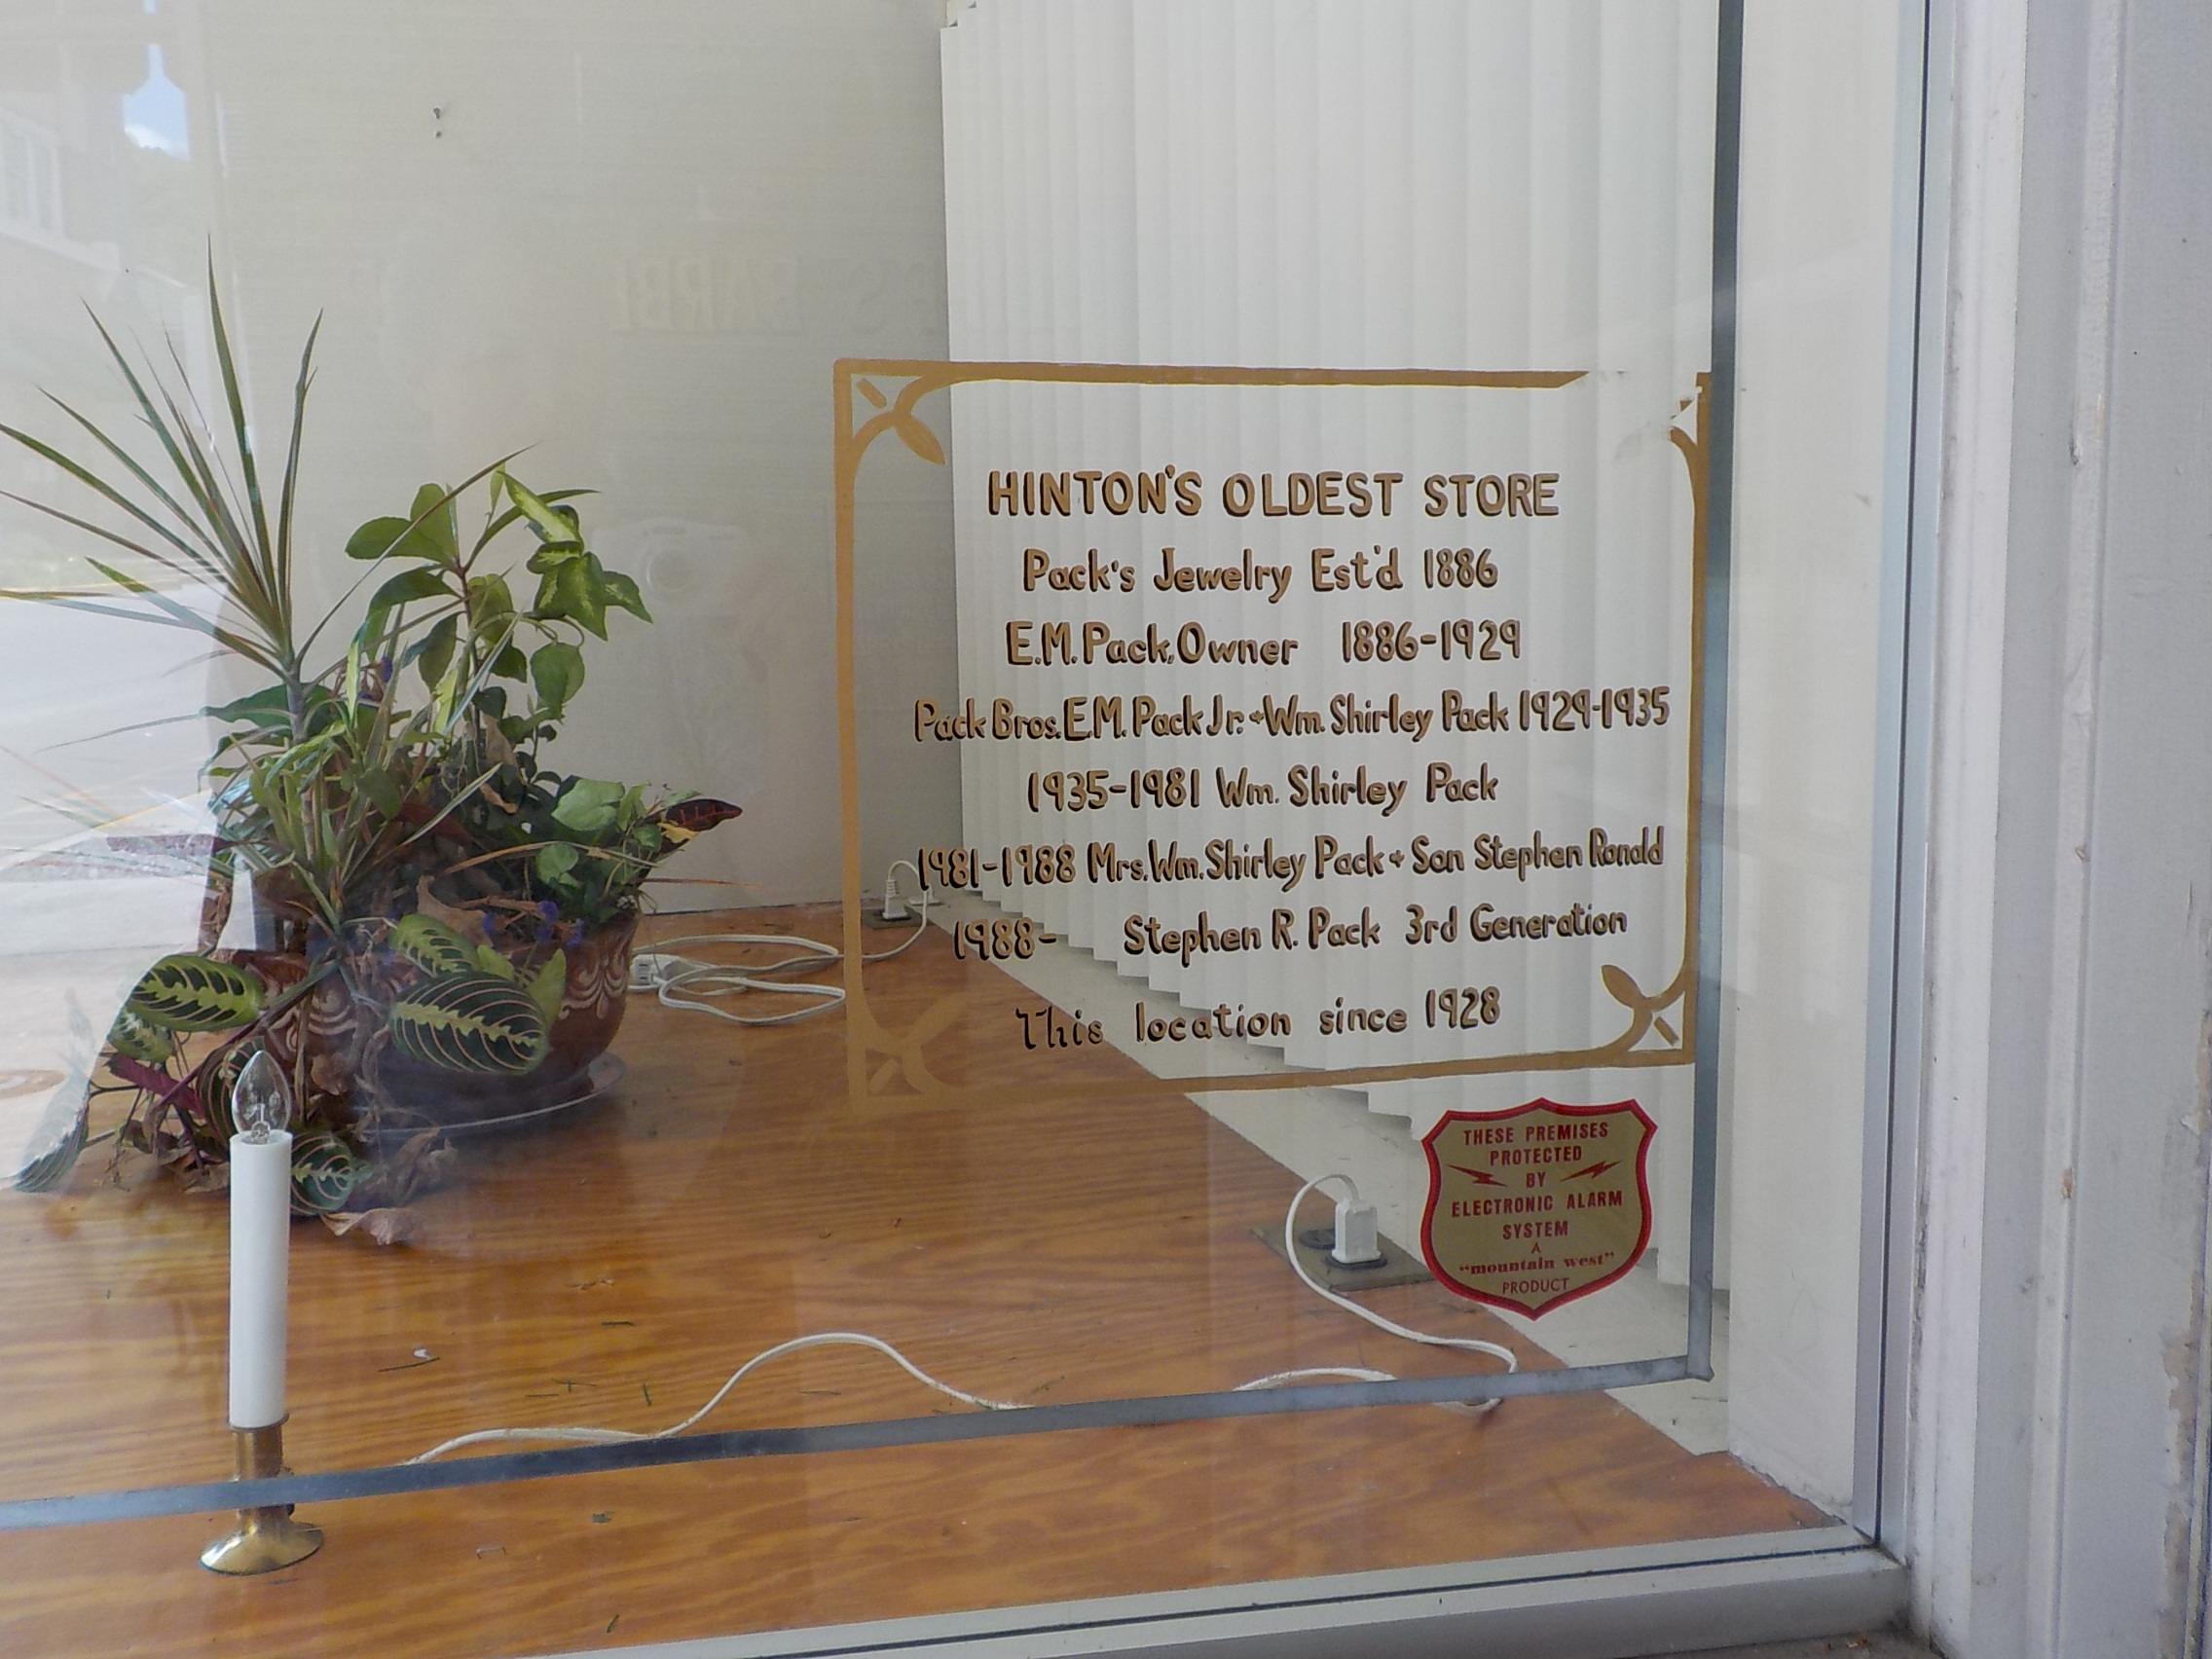 HINTON'S OLDEST STORE
Pack's Jewelry Est'd 1886
E.M. Pack, Owner 1886-1929
Pack Bros. E.M. Pack Jr. + Wm. Shirley Pack 1929-1935
1935-1981 Wm. Shirley Pack
1981-1988 Mrs. Wm. Shirley Pack + Son Stephen Ronald
1988- Stephen R. Pack 3rd Generation
This location since 1928
THESE PREMISES
PROTECTED
BY
ELECTRONIC ALARM
SYSTEM
A
"mountain west"
PRODUCT